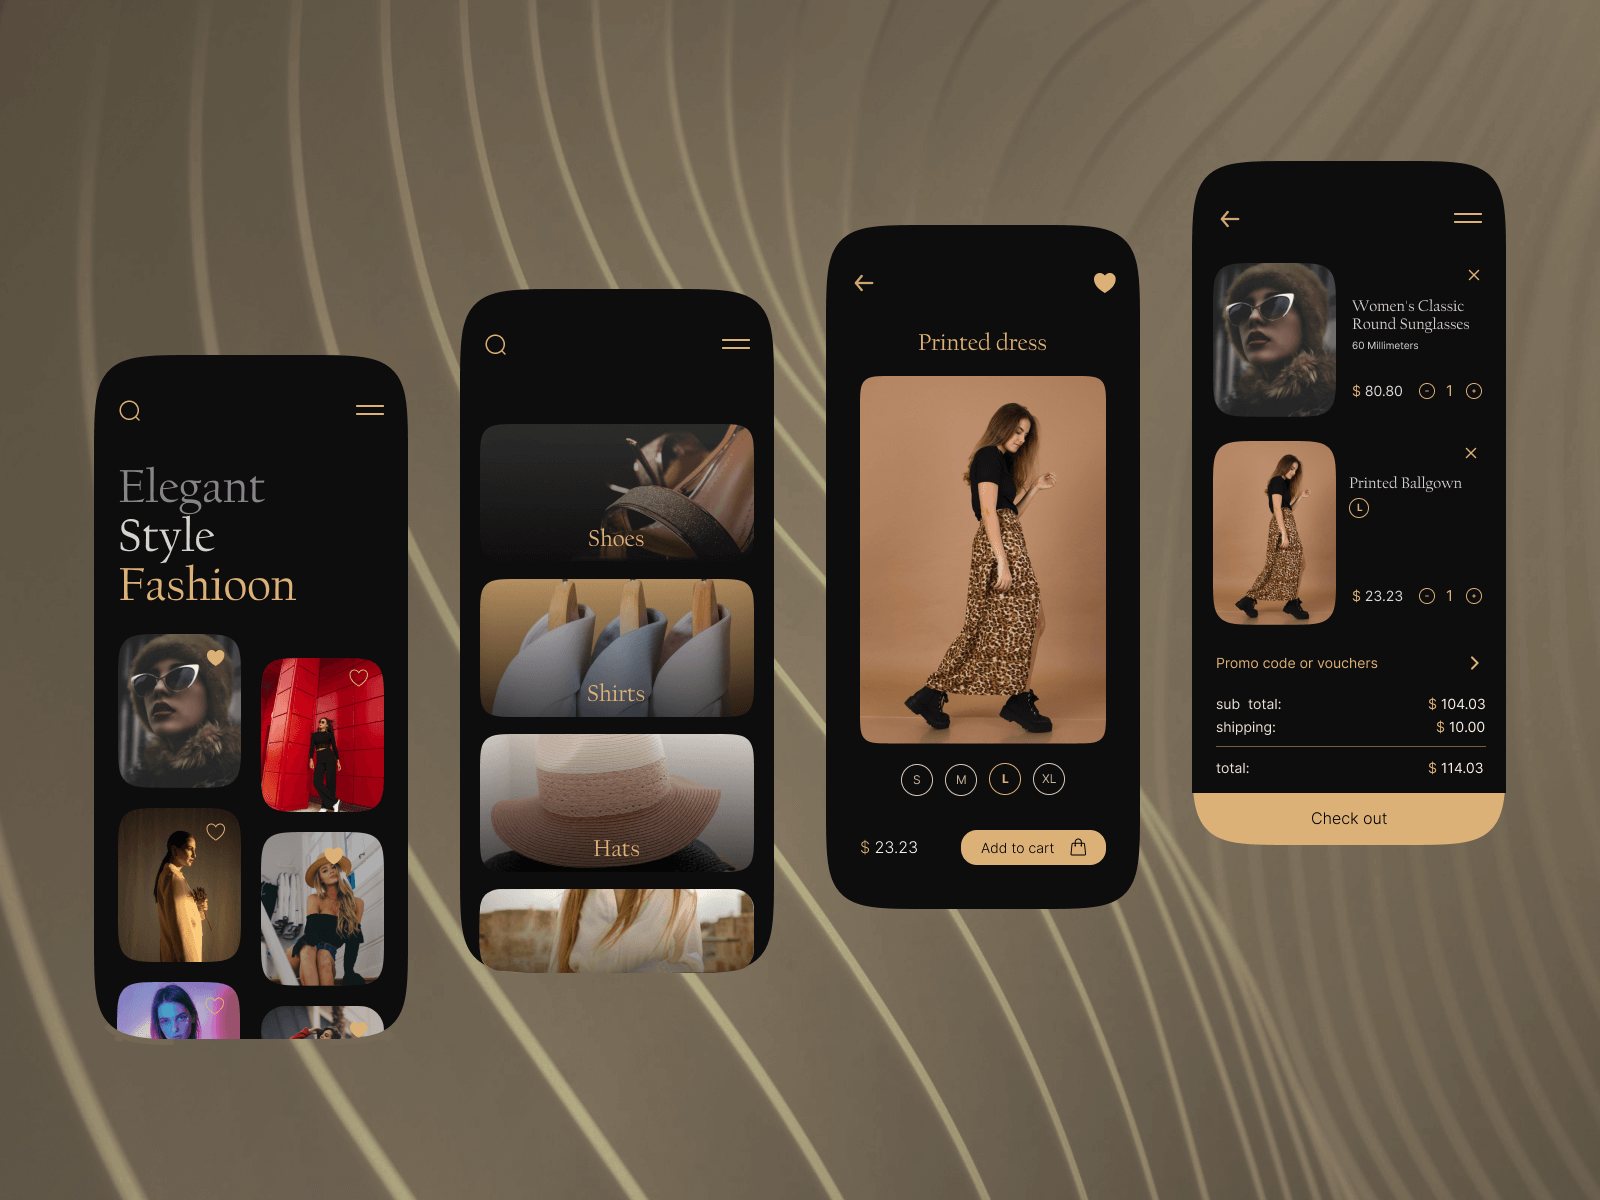 Elegant
Style
Fashioon
Shoes
Shirts
Hats
Printed dress
S M L XL
$ 23.23
Add to cart
Women's Classic
Round Sunglasses
60 Millimeters
$ 80.80 - 1 +
Printed Ballgown
L
$ 23.23 - 1 +
Promo code or vouchers
sub total: $ 104.03
shipping: $ 10.00
total: $ 114.03
Check out